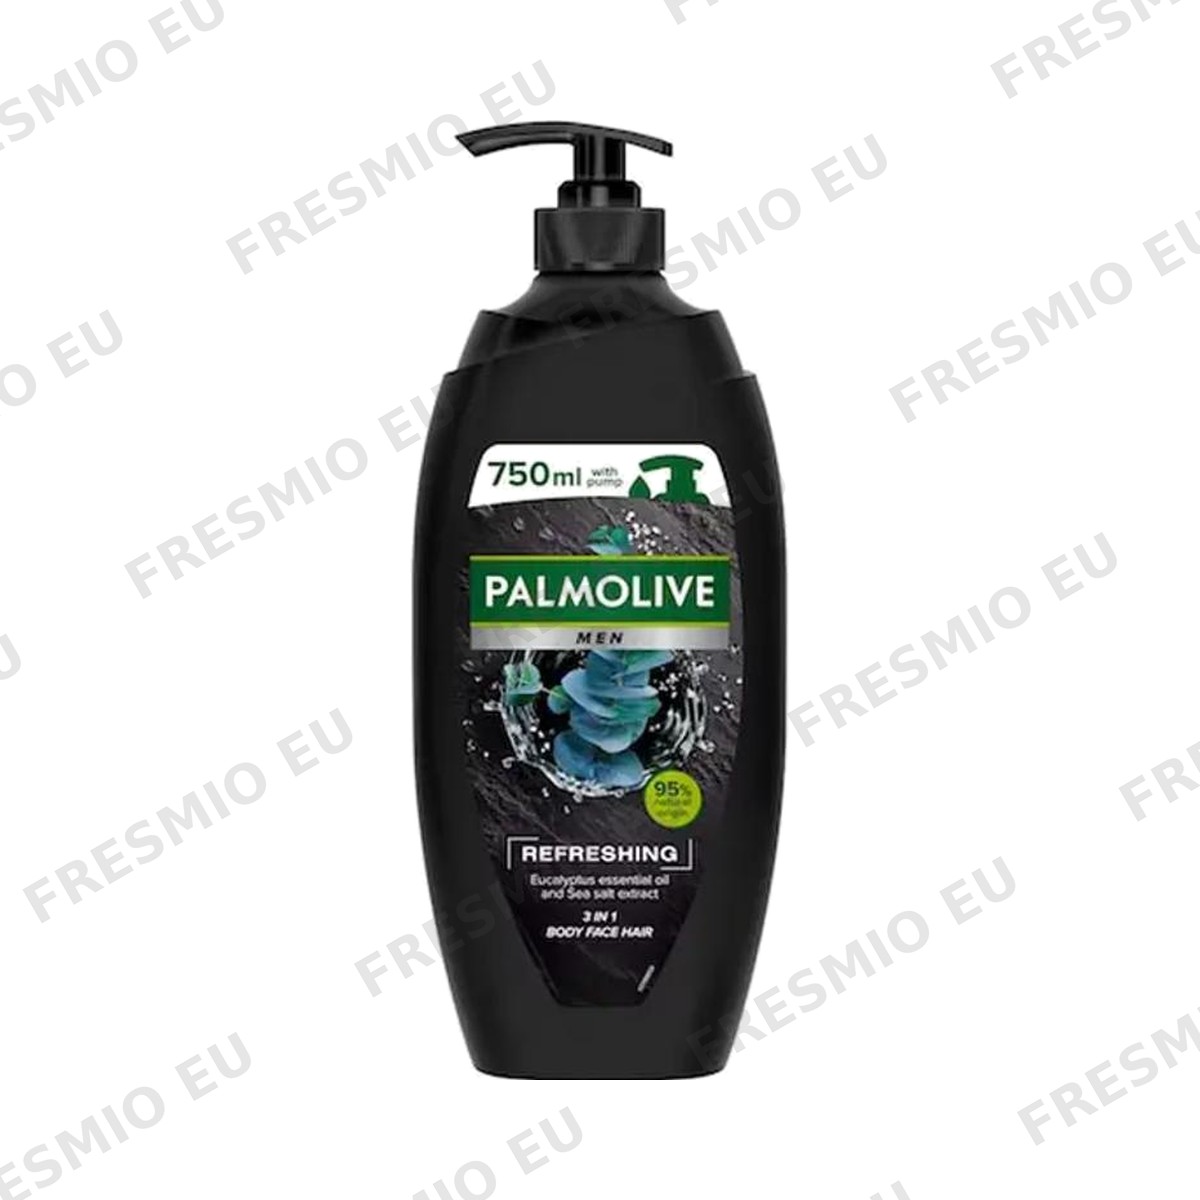 750ml with pump
PALMOLIVE
MEN
95%
natural
origin
REFRESHING
Eucalyptus essential oil
and Sea salt extract
3 IN 1
BODY FACE HAIR
FRESMIO EU